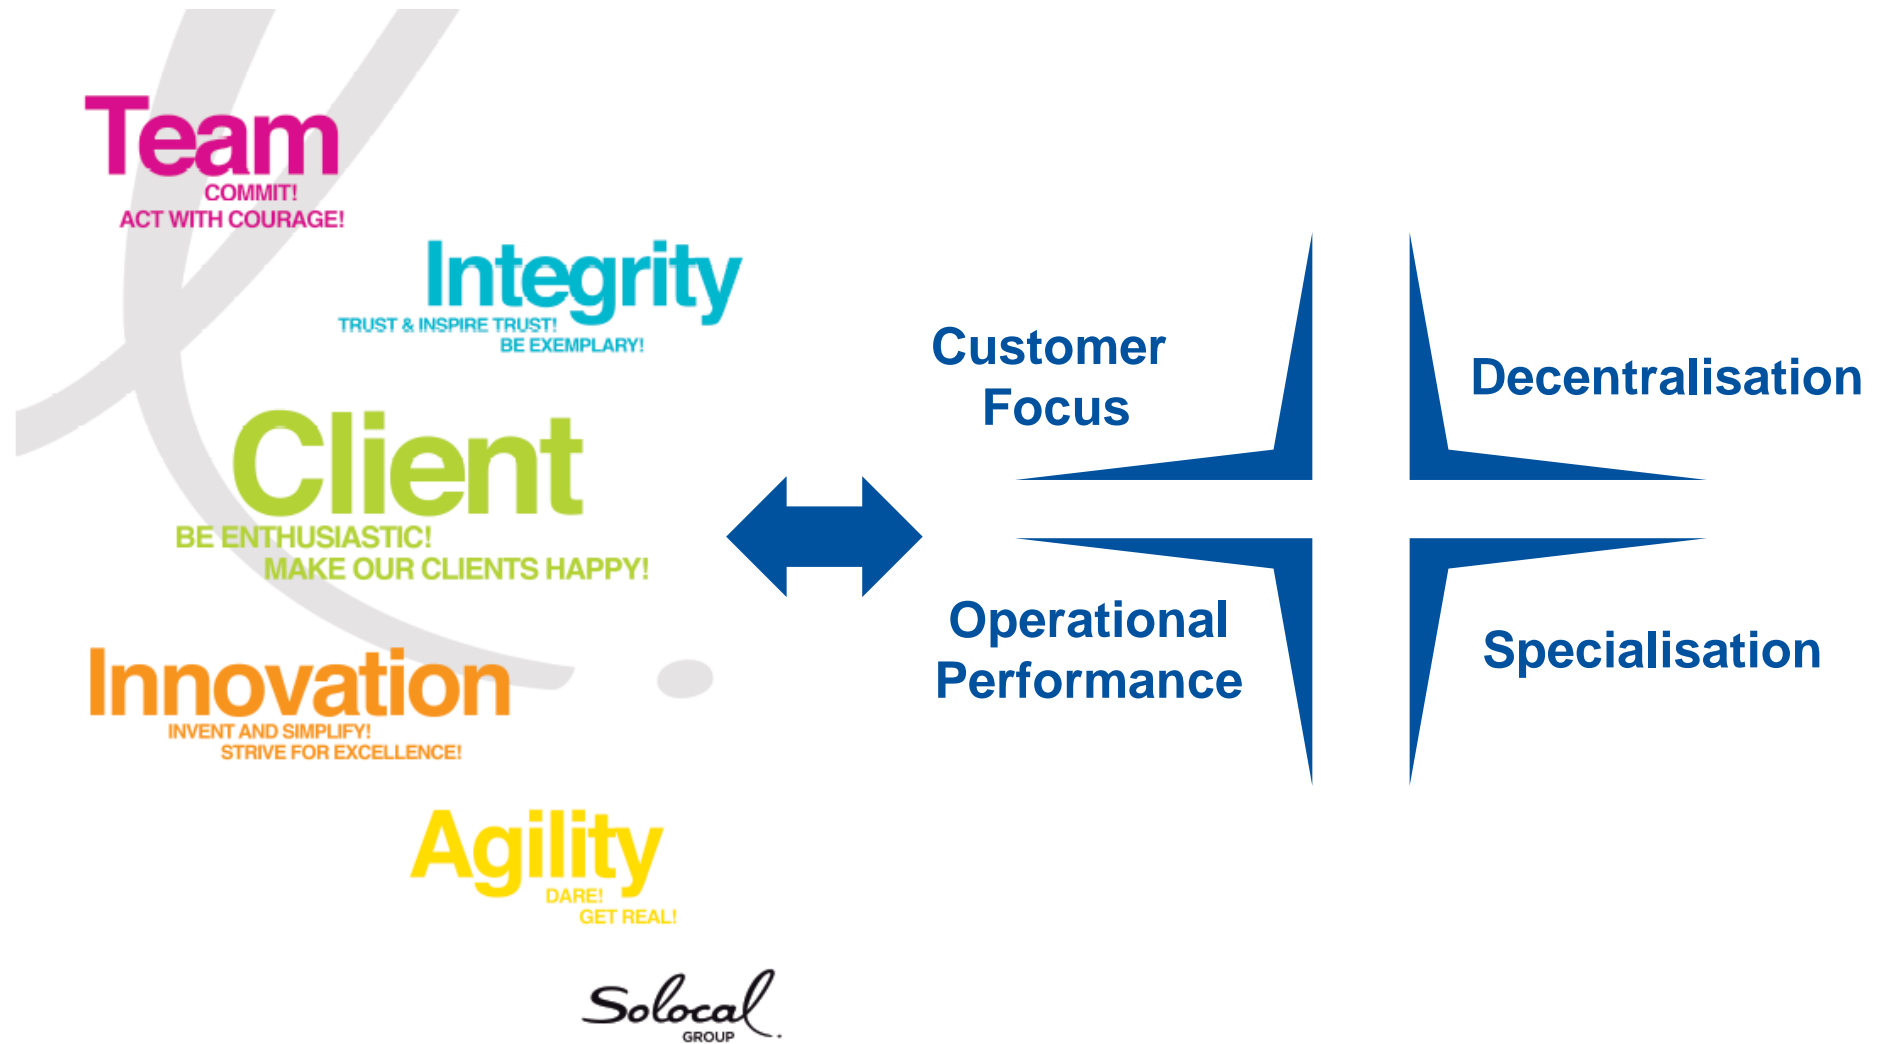 Team
COMMIT!
ACT WITH COURAGE!
Integrity
TRUST & INSPIRE TRUST!
BE EXEMPLARY!
Client
BE ENTHUSIASTIC!
MAKE OUR CLIENTS HAPPY!
Innovation
INVENT AND SIMPLIFY!
STRIVE FOR EXCELLENCE!
Agility
DARE!
GET REAL!
Solocal
GROUP
Customer
Focus
Decentralisation
Operational
Performance
Specialisation